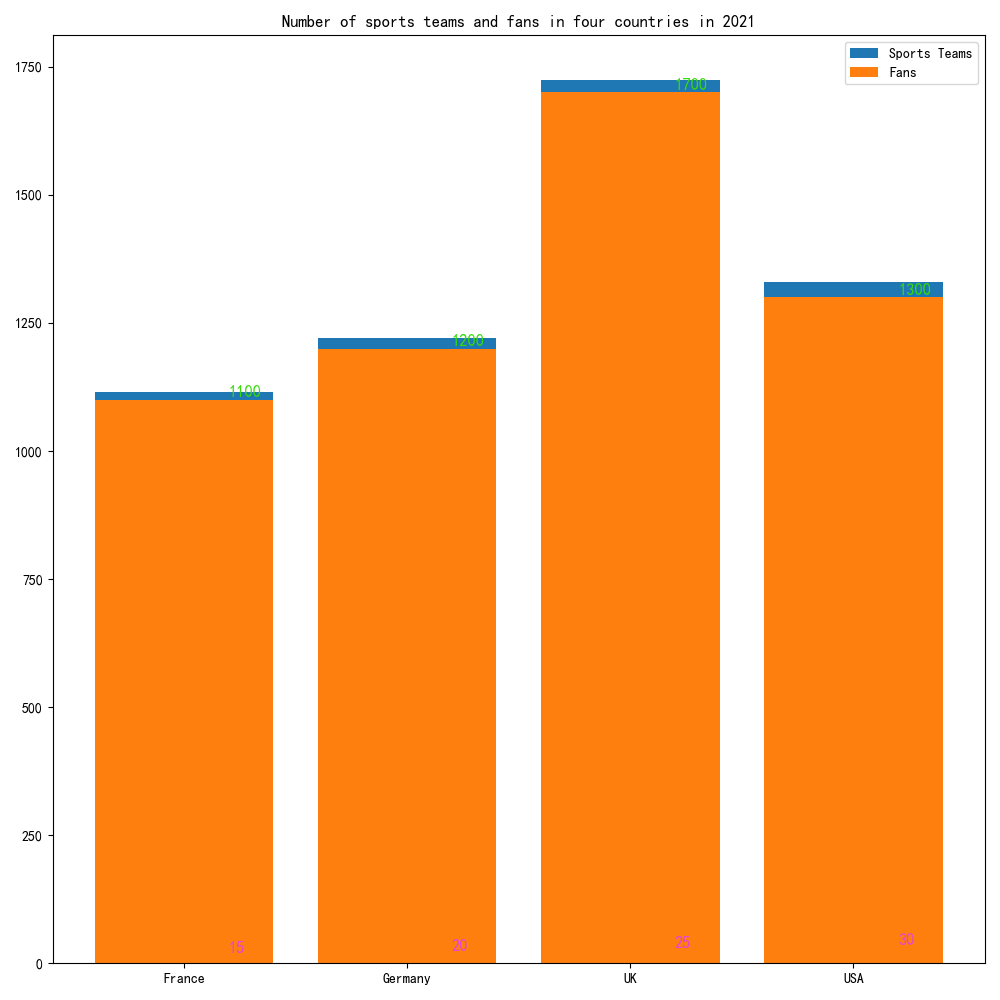 Number of sports teams and fans in four countries in 2021
Sports Teams
Fans
1750
1500
1250
1000
750
500
250
0
1100
1200
1700
1300
15
20
25
30
France
Germany
UK
USA